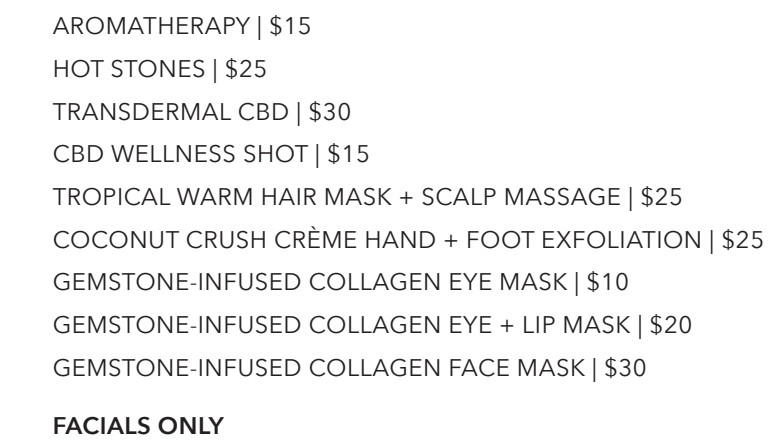 AROMATHERAPY | $15
HOT STONES | $25
TRANSDERMAL CBD | $30
CBD WELLNESS SHOT | $15
TROPICAL WARM HAIR MASK + SCALP MASSAGE | $25
COCONUT CRUSH CRÈME HAND + FOOT EXFOLIATION | $25
GEMSTONE-INFUSED COLLAGEN EYE MASK | $10
GEMSTONE-INFUSED COLLAGEN EYE + LIP MASK | $20
GEMSTONE-INFUSED COLLAGEN FACE MASK | $30
FACIALS ONLY